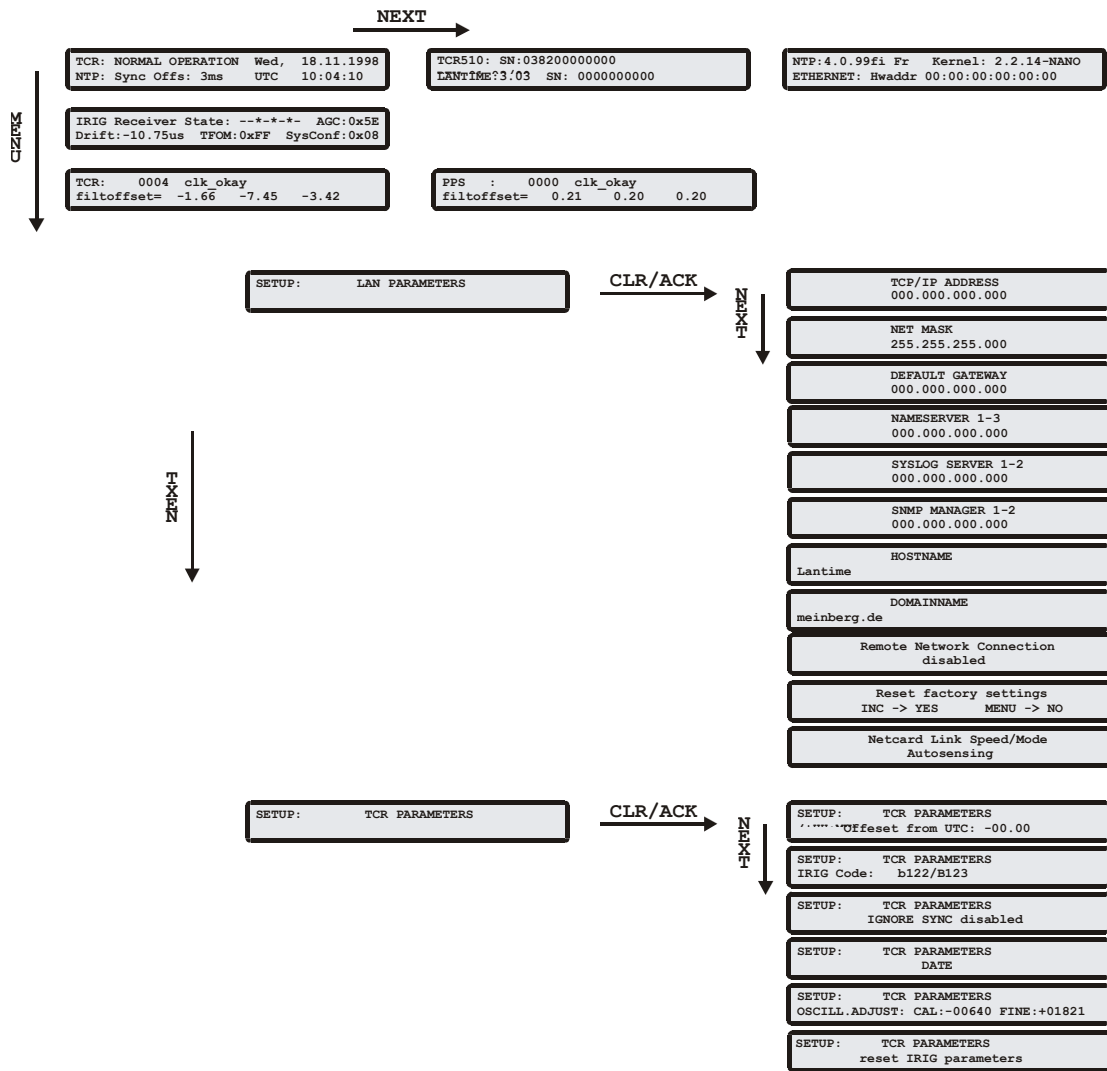 NEXT
TCR: NORMAL OPERATION Wed, 18.11.1998
NTP: Sync Offs: 3ms UTC 10:04:10
TCR510: SN:038200000000
LANTIME?3.03 SN: 0000000000
NTP:4.0.99fi Fr Kernel: 2.2.14-NANO
ETHERNET: Hwaddr 00:00:00:00:00:00
MENU
IRIG Receiver State: --*-*-*- AGC:0x5E
Drift:-10.75us TFOM:0xFF SysConf:0x08
TCR: 0004 clk_okay
filtoffset= -1.66 -7.45 -3.42
PPS : 0000 clk_okay
filtoffset= 0.21 0.20 0.20
SETUP: LAN PARAMETERS
CLR/ACK
NEXT
TCP/IP ADDRESS
000.000.000.000
NET MASK
255.255.255.000
DEFAULT GATEWAY
000.000.000.000
NAMESERVER 1-3
000.000.000.000
SYSLOG SERVER 1-2
000.000.000.000
SNMP MANAGER 1-2
000.000.000.000
HOSTNAME
Lantime
DOMAINNAME
meinberg.de
Remote Network Connection
disabled
Reset factory settings
INC -> YES MENU -> NO
Netcard Link Speed/Mode
Autosensing
TXEN
SETUP: TCR PARAMETERS
CLR/ACK
NEXT
SETUP: TCR PARAMETERS
Offeset from UTC: -00.00
SETUP: TCR PARAMETERS
IRIG Code: b122/B123
SETUP: TCR PARAMETERS
IGNORE SYNC disabled
SETUP: TCR PARAMETERS
DATE
SETUP: TCR PARAMETERS
OSCILL.ADJUST: CAL:-00640 FINE:+01821
SETUP: TCR PARAMETERS
reset IRIG parameters